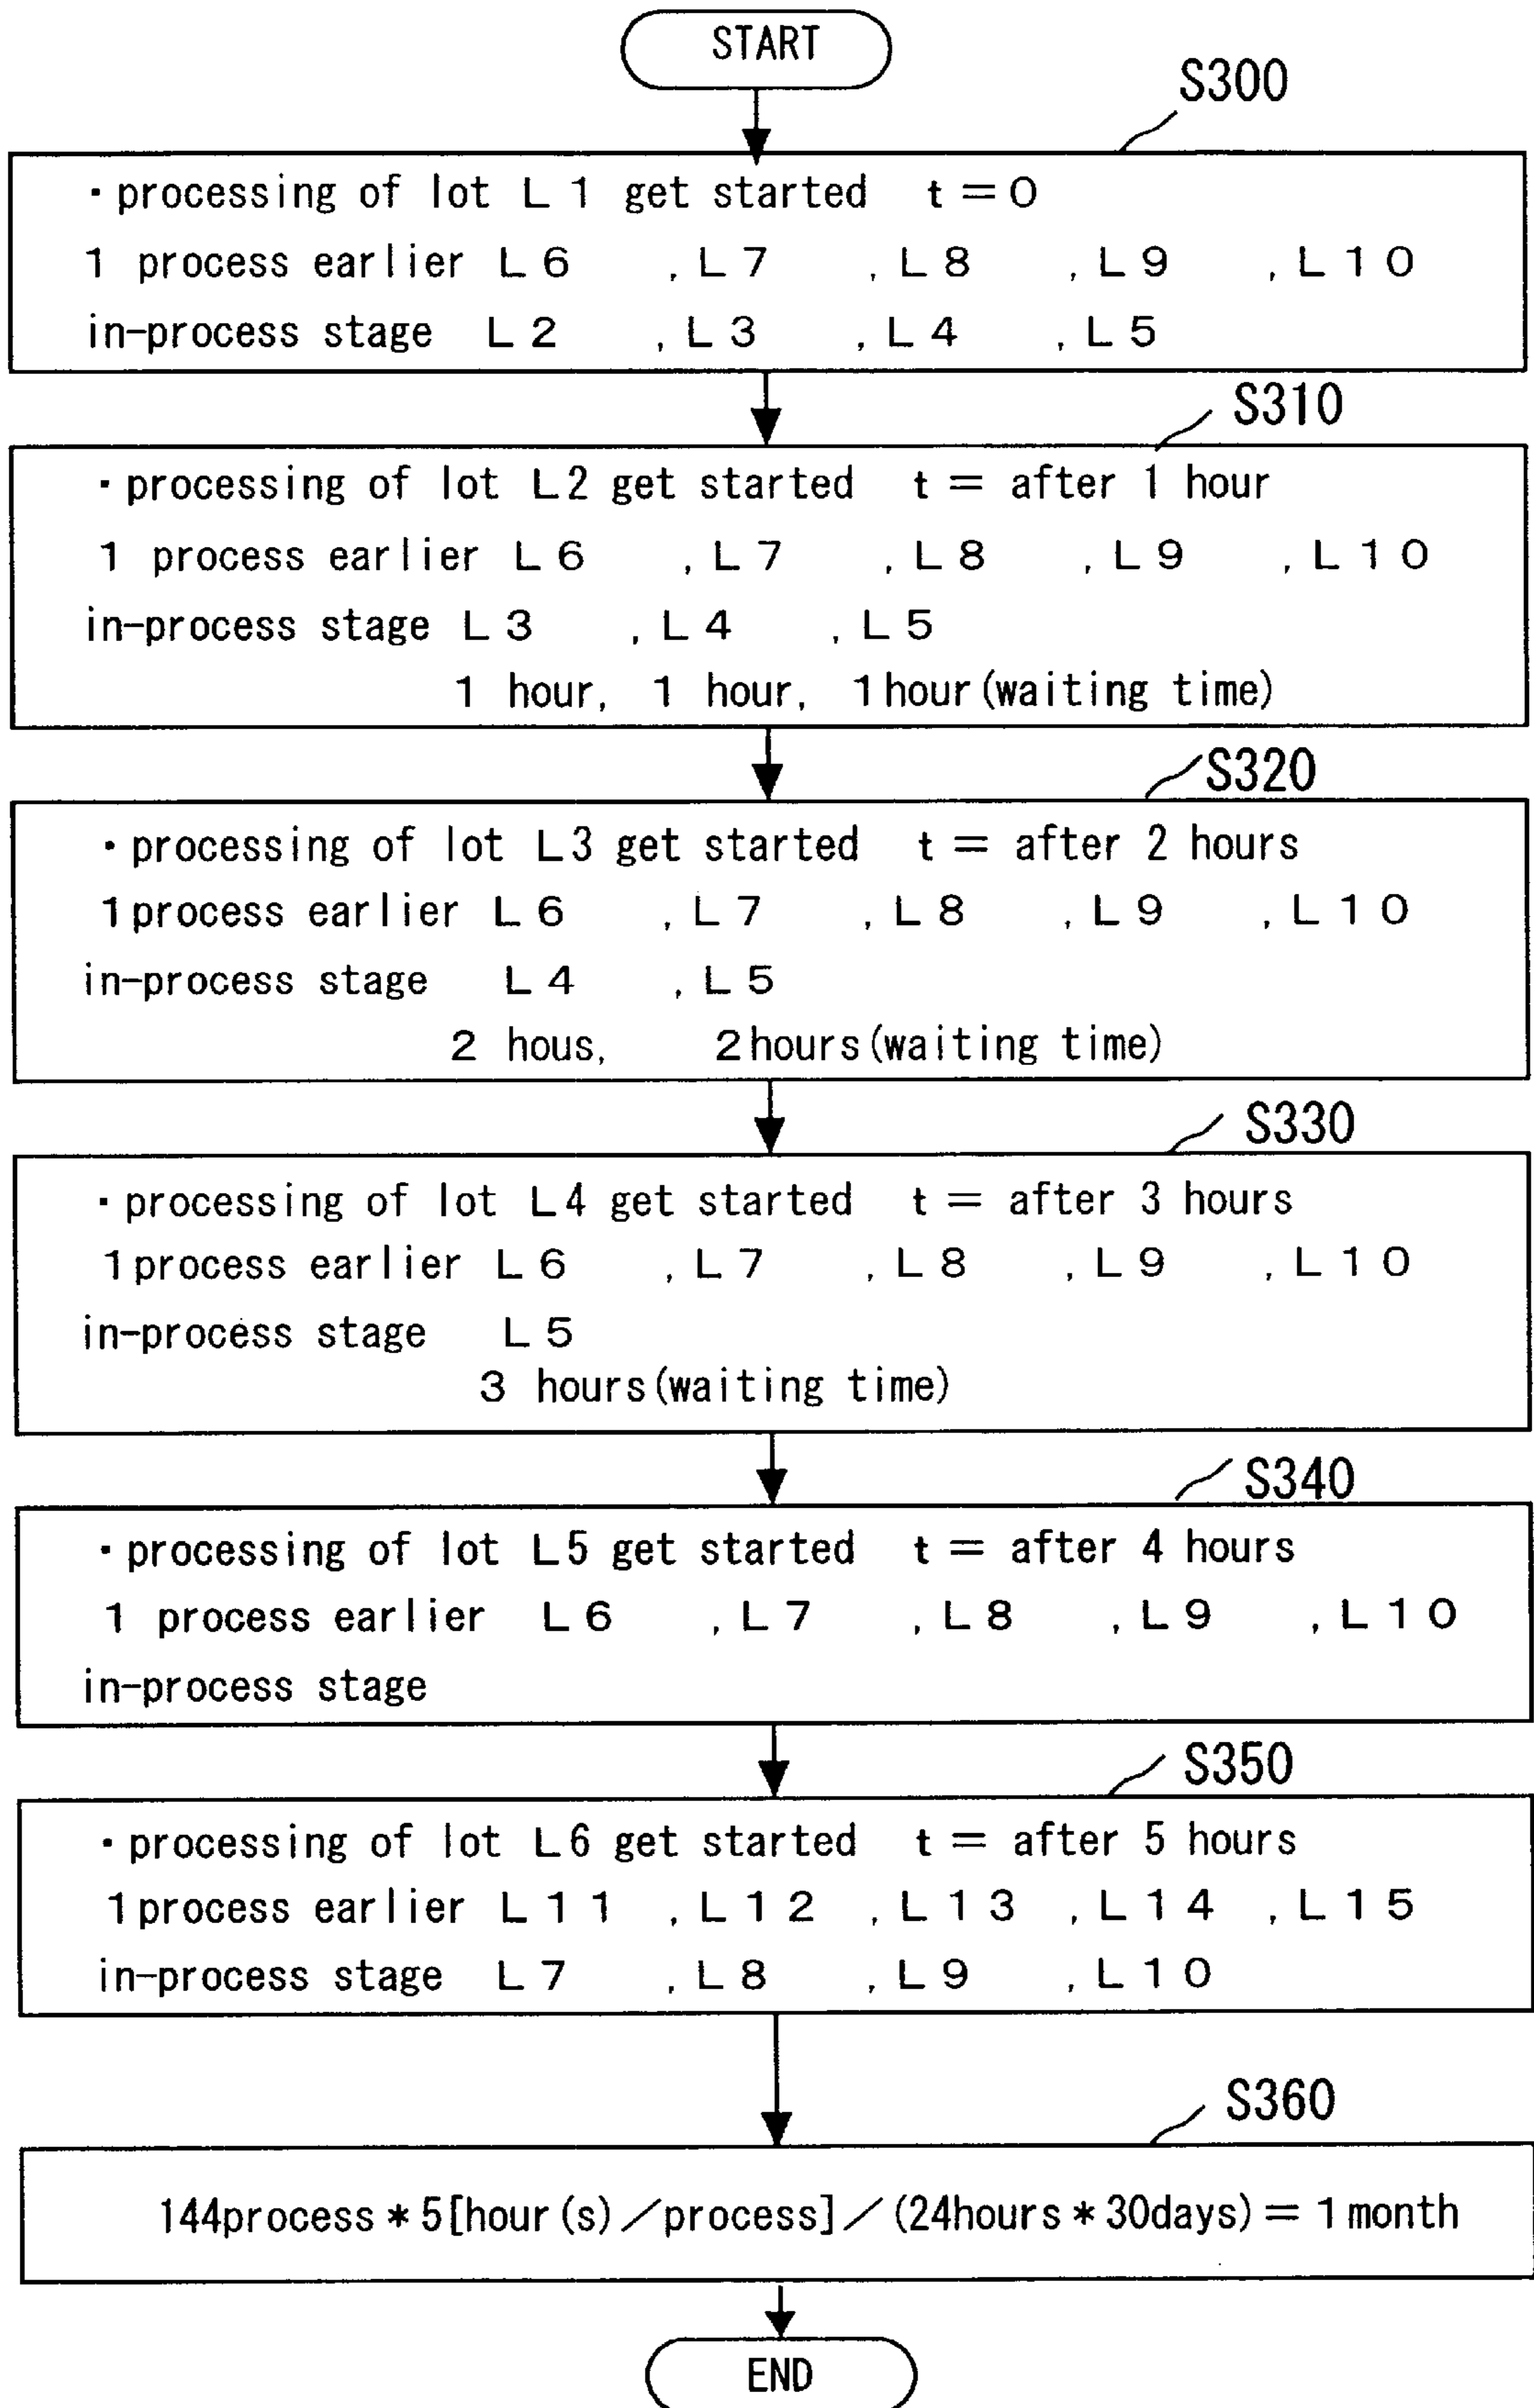 START
S300
・processing of lot L1 get started t=0
1 process earlier L6 , L7 , L8 , L9 , L10
in-process stage L2 , L3 , L4 , L5
S310
・processing of lot L2 get started t= after 1 hour
1 process earlier L6 , L7 , L8 , L9 , L10
in-process stage L3 , L4 , L5
1 hour, 1 hour, 1hour(waiting time)
S320
・processing of lot L3 get started t= after 2 hours
1process earlier L6 , L7 , L8 , L9 , L10
in-process stage L4 , L5
2 hous, 2hours(waiting time)
S330
・processing of lot L4 get started t= after 3 hours
1process earlier L6 , L7 , L8 , L9 , L10
in-process stage L5
3 hours(waiting time)
S340
・processing of lot L5 get started t= after 4 hours
1 process earlier L6 , L7 , L8 , L9 , L10
in-process stage
S350
・processing of lot L6 get started t= after 5 hours
1process earlier L11 , L12 , L13 , L14 , L15
in-process stage L7 , L8 , L9 , L10
S360
144process*5[hour(s)/process]/(24hours*30days)=1month
END